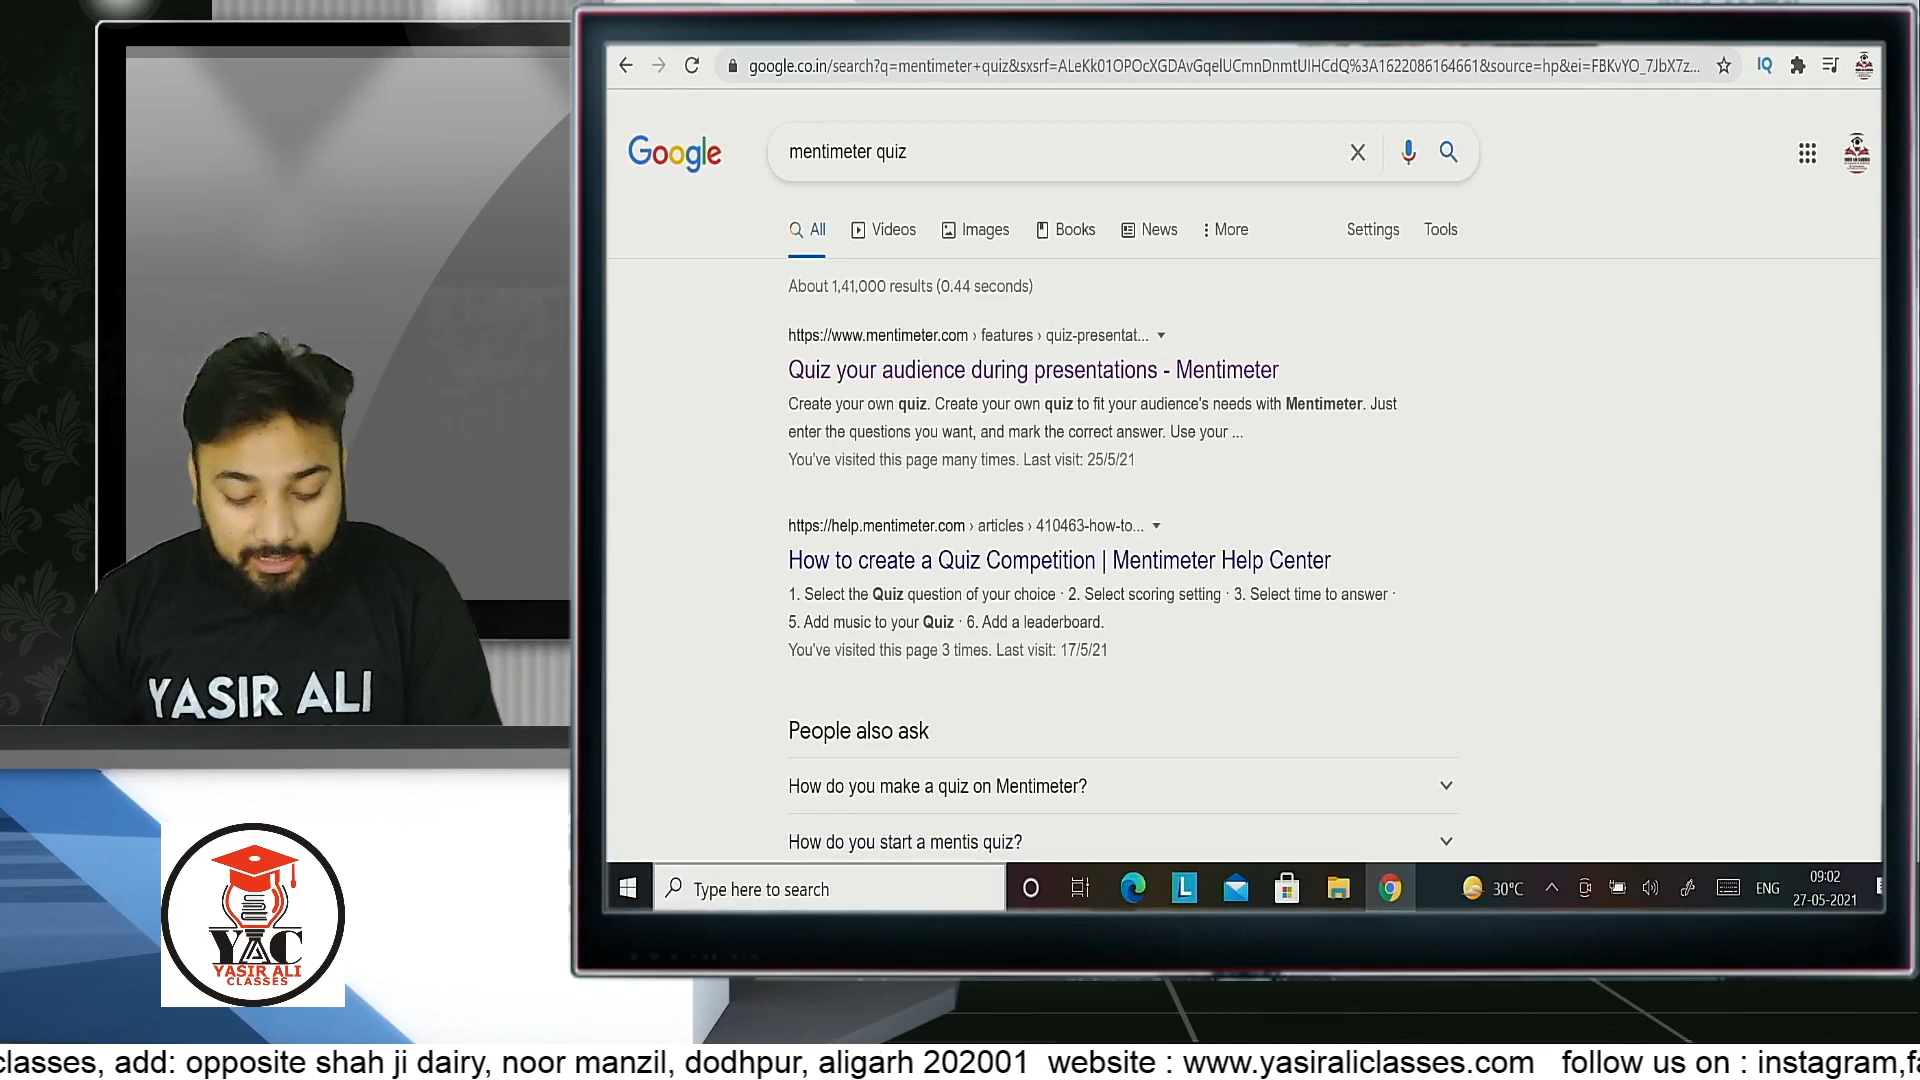 google.co.in/search?q=mentimeter+quiz&sxsrf=ALeKk01OPOcXGDAvGqelUCmnDnmtUIHCdQ%3A1622086164661&source=hp&ei=FBKvYO_7JbX7z...
IQ
Google
mentimeter quiz
All Videos Images Books News More Settings Tools
About 1,41,000 results (0.44 seconds)
https://www.mentimeter.com › features › quiz-presentat...
Quiz your audience during presentations - Mentimeter
Create your own quiz. Create your own quiz to fit your audience's needs with Mentimeter. Just
enter the questions you want, and mark the correct answer. Use your ...
You've visited this page many times. Last visit: 25/5/21
https://help.mentimeter.com › articles › 410463-how-to...
How to create a Quiz Competition | Mentimeter Help Center
1. Select the Quiz question of your choice · 2. Select scoring setting · 3. Select time to answer ·
5. Add music to your Quiz · 6. Add a leaderboard.
You've visited this page 3 times. Last visit: 17/5/21
People also ask
How do you make a quiz on Mentimeter?
How do you start a mentis quiz?
Type here to search
L
30°C
ENG
09:02
27-05-2021
YASIR ALI
YAC
YASIR ALI
CLASSES
classes, add: opposite shah ji dairy, noor manzil, dodhpur, aligarh 202001 website : www.yasiraliclasses.com follow us on : instagram,fa